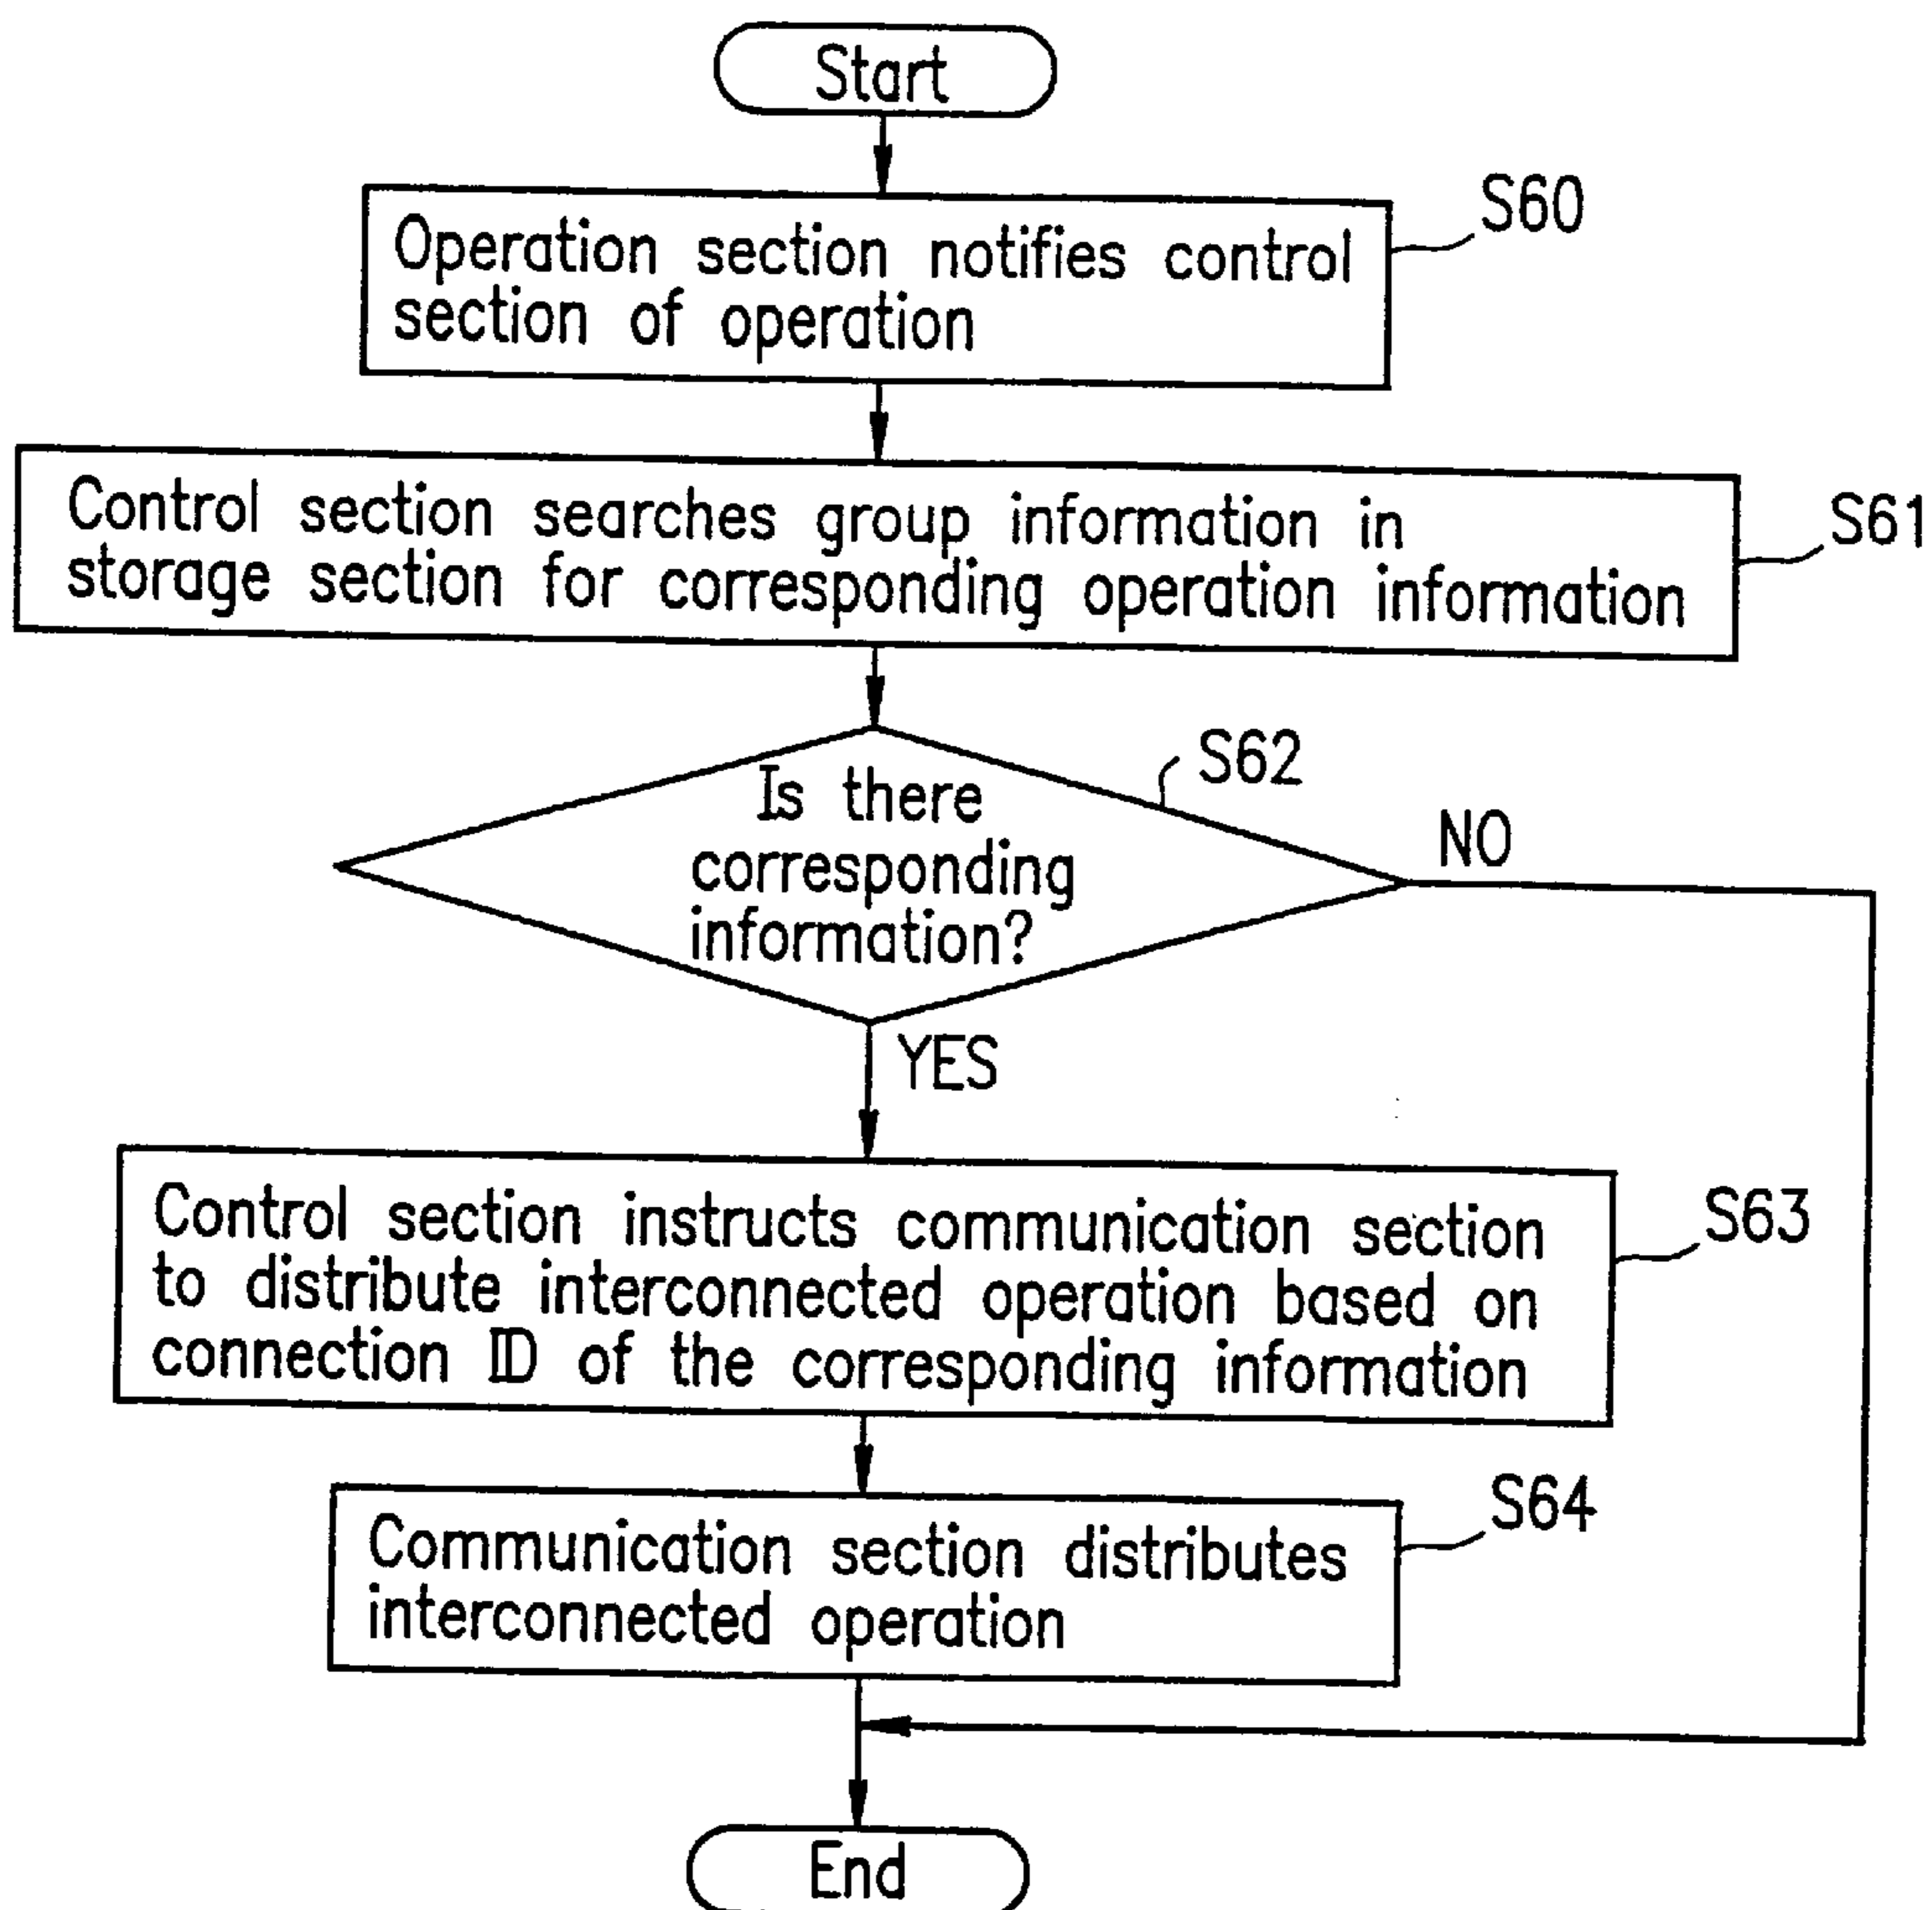 Start
S60
Operation section notifies control
section of operation
S61
Control section searches group information in
storage section for corresponding operation information
S62
Is there
corresponding
information?
NO
YES
S63
Control section instructs communication section
to distribute interconnected operation based on
connection ID of the corresponding information
S64
Communication section distributes
interconnected operation
End